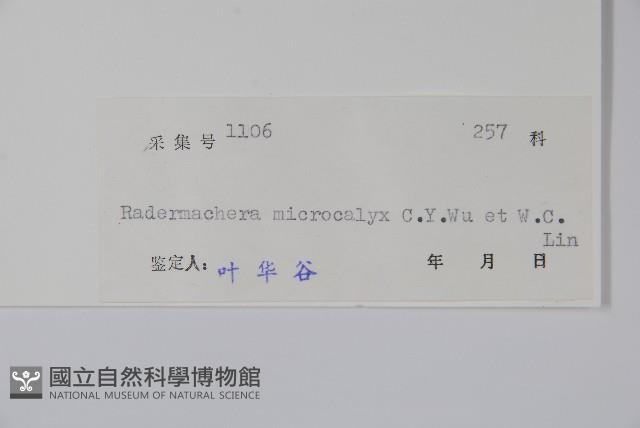 采集号 1106 257 科
Radermachera microcalyx C.Y.Wu et W.C.
Lin
鉴定人: 叶华谷 年 月 日
國立自然科學博物館
NATIONAL MUSEUM OF NATURAL SCIENCE